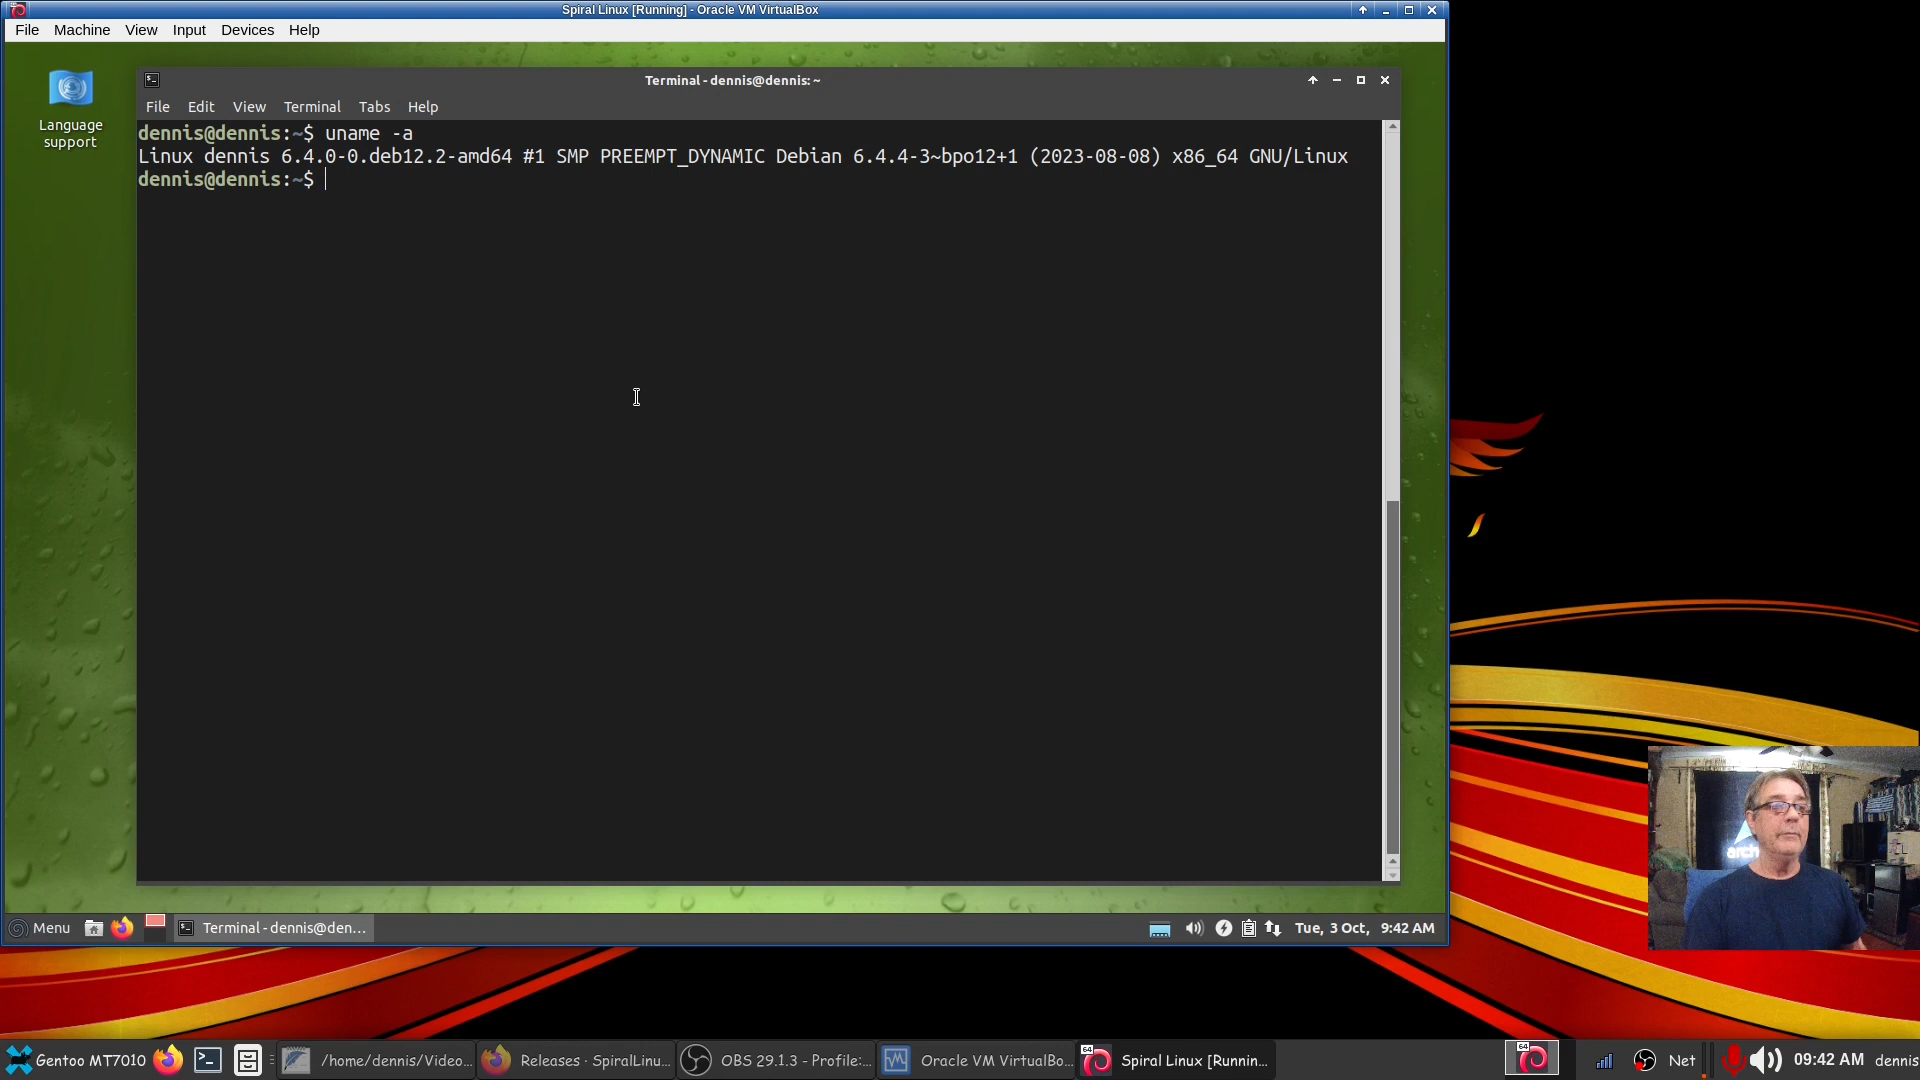 Spiral Linux [Running] - Oracle VM VirtualBox
File Machine View Input Devices Help
Language
support
Terminal - dennis@dennis: ~
File Edit View Terminal Tabs Help
dennis@dennis:~$ uname -a
Linux dennis 6.4.0-0.deb12.2-amd64 #1 SMP PREEMPT_DYNAMIC Debian 6.4.4-3~bpo12+1 (2023-08-08) x86_64 GNU/Linux
dennis@dennis:~$
arch
Menu Terminal - dennis@den... Tue, 3 Oct, 9:42 AM
Gentoo MT7010 /home/dennis/Video... Releases · SpiralLinu... OBS 29.1.3 - Profile:... Oracle VM VirtualBo... 64 Spiral Linux [Runnin... 64 Net 09:42 AM dennis